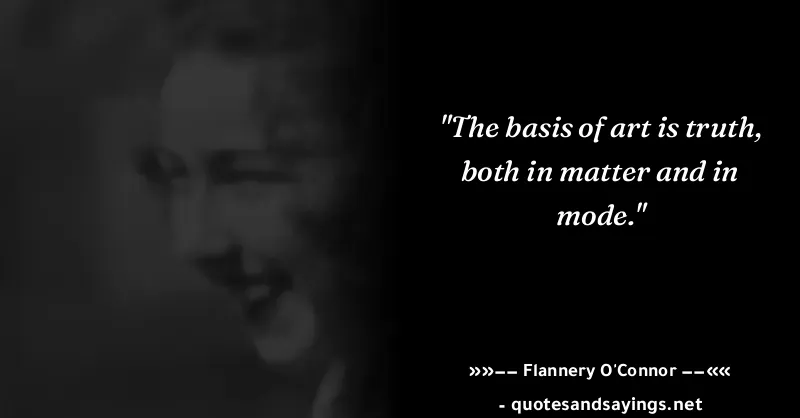 "The basis of art is truth,
both in matter and in
mode."
»»−− Flannery O'Connor −−««
- quotesandsayings.net